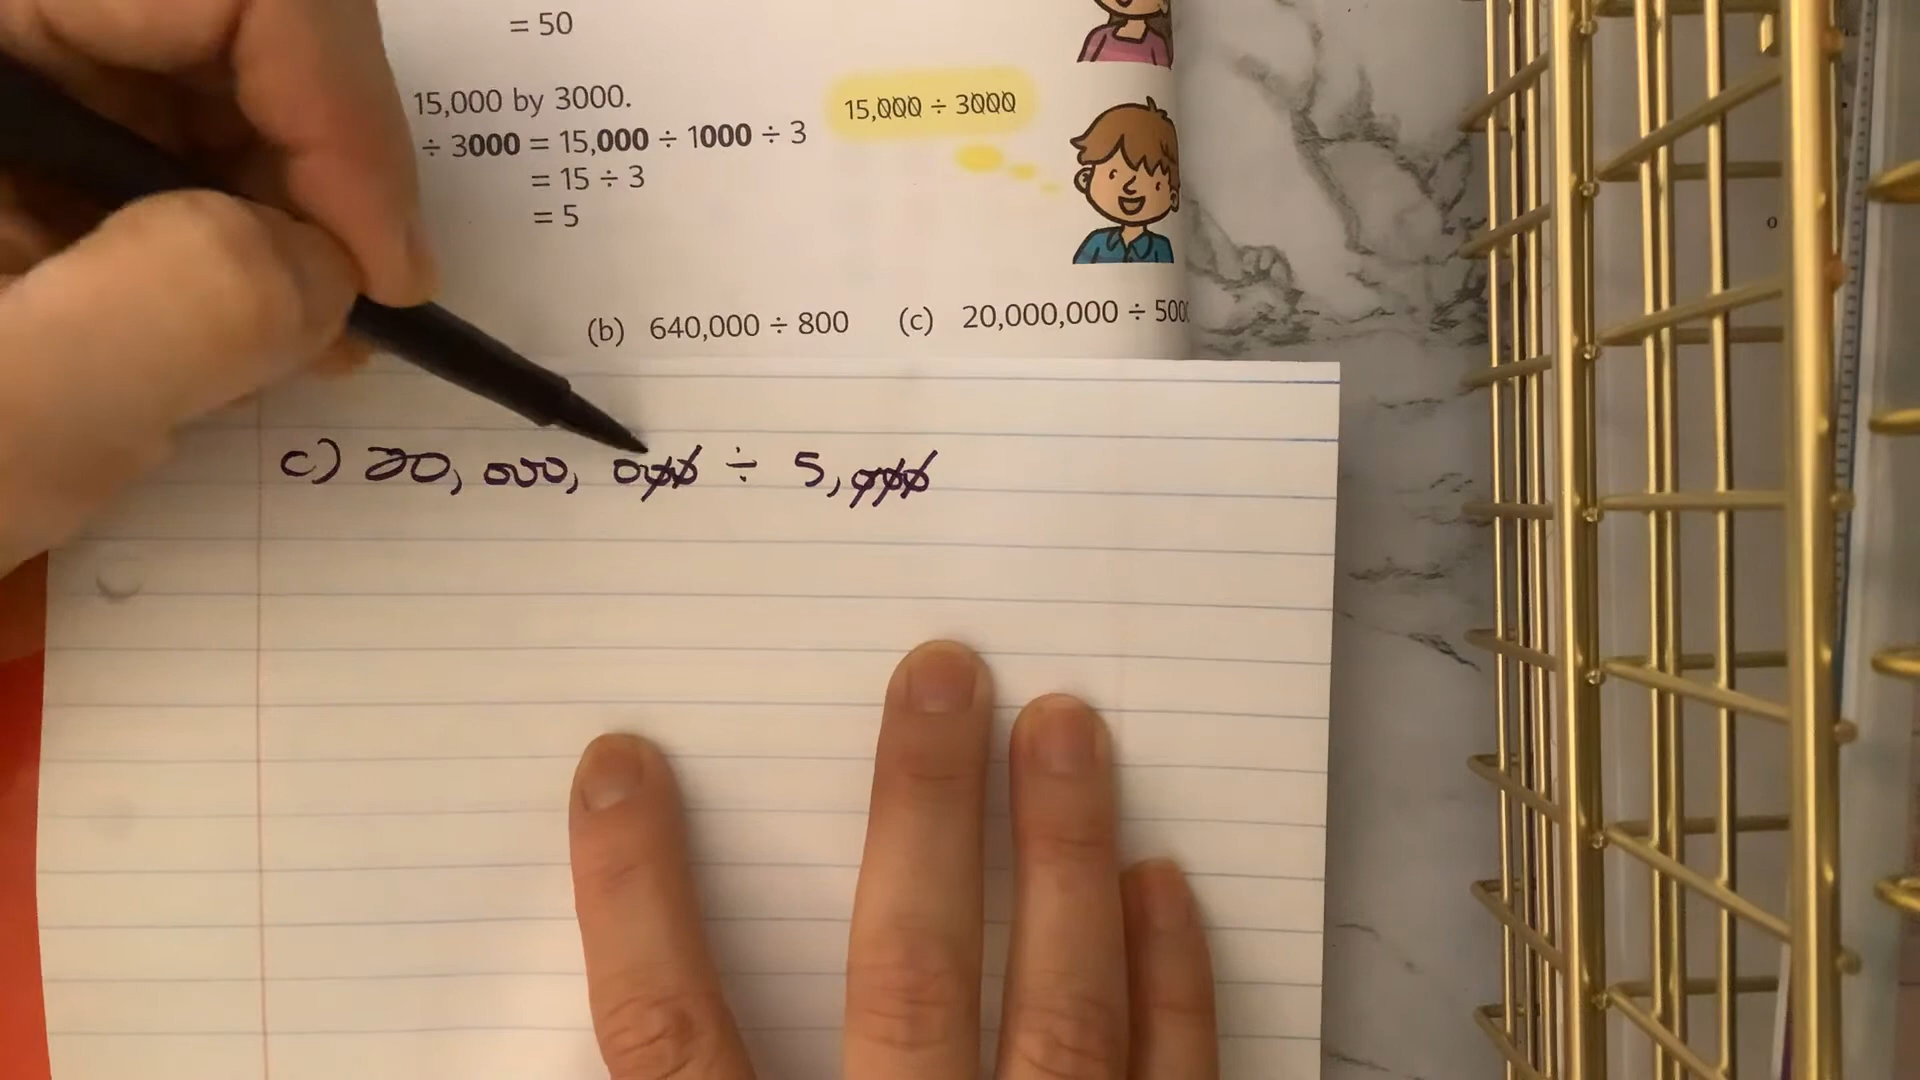 = 50
15,000 by 3000.
÷ 3000 = 15,000 ÷ 1000 ÷ 3
= 15 ÷ 3
= 5
15,000 ÷ 3000
(b) 640,000 ÷ 800 (c) 20,000,000 ÷ 5000
c) 20,000,000 ÷ 5,000